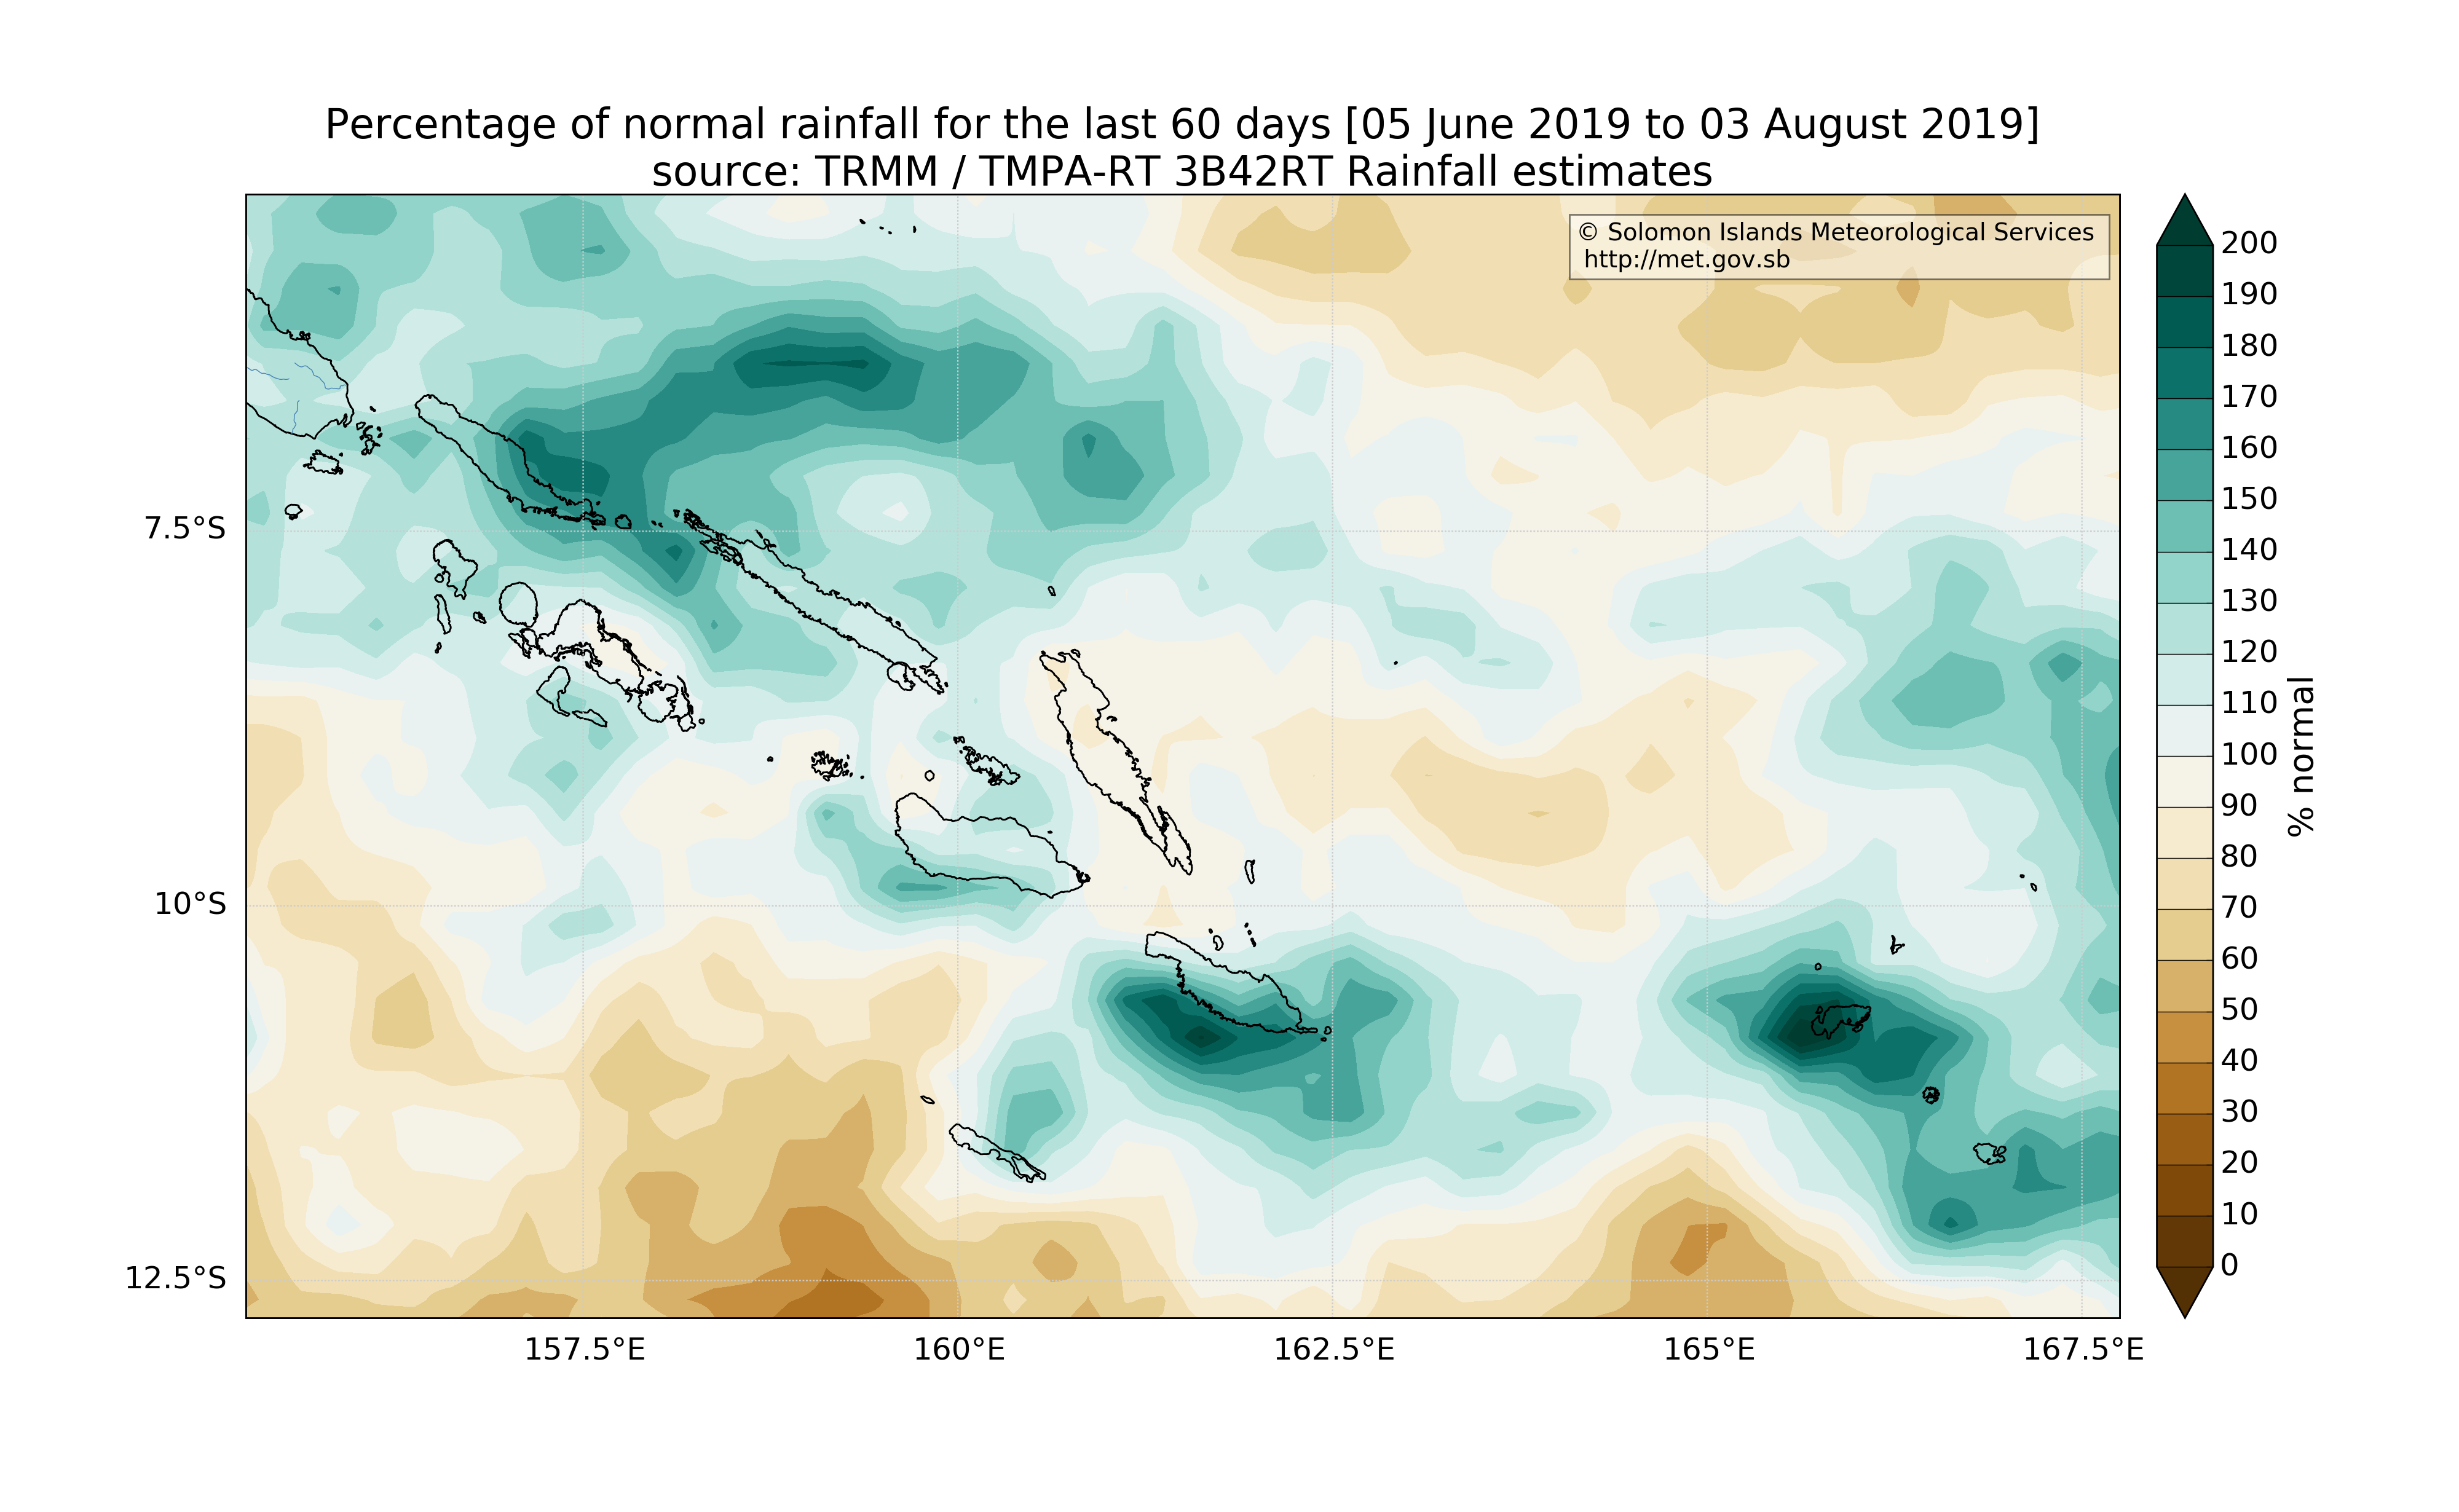 Percentage of normal rainfall for the last 60 days [05 June 2019 to 03 August 2019]
source: TRMM / TMPA-RT 3B42RT Rainfall estimates
© Solomon Islands Meteorological Services
http://met.gov.sb
7.5°S
10°S
12.5°S
157.5°E
160°E
162.5°E
165°E
167.5°E
200
190
180
170
160
150
140
130
120
110
100
90
80
70
60
50
40
30
20
10
0
% normal